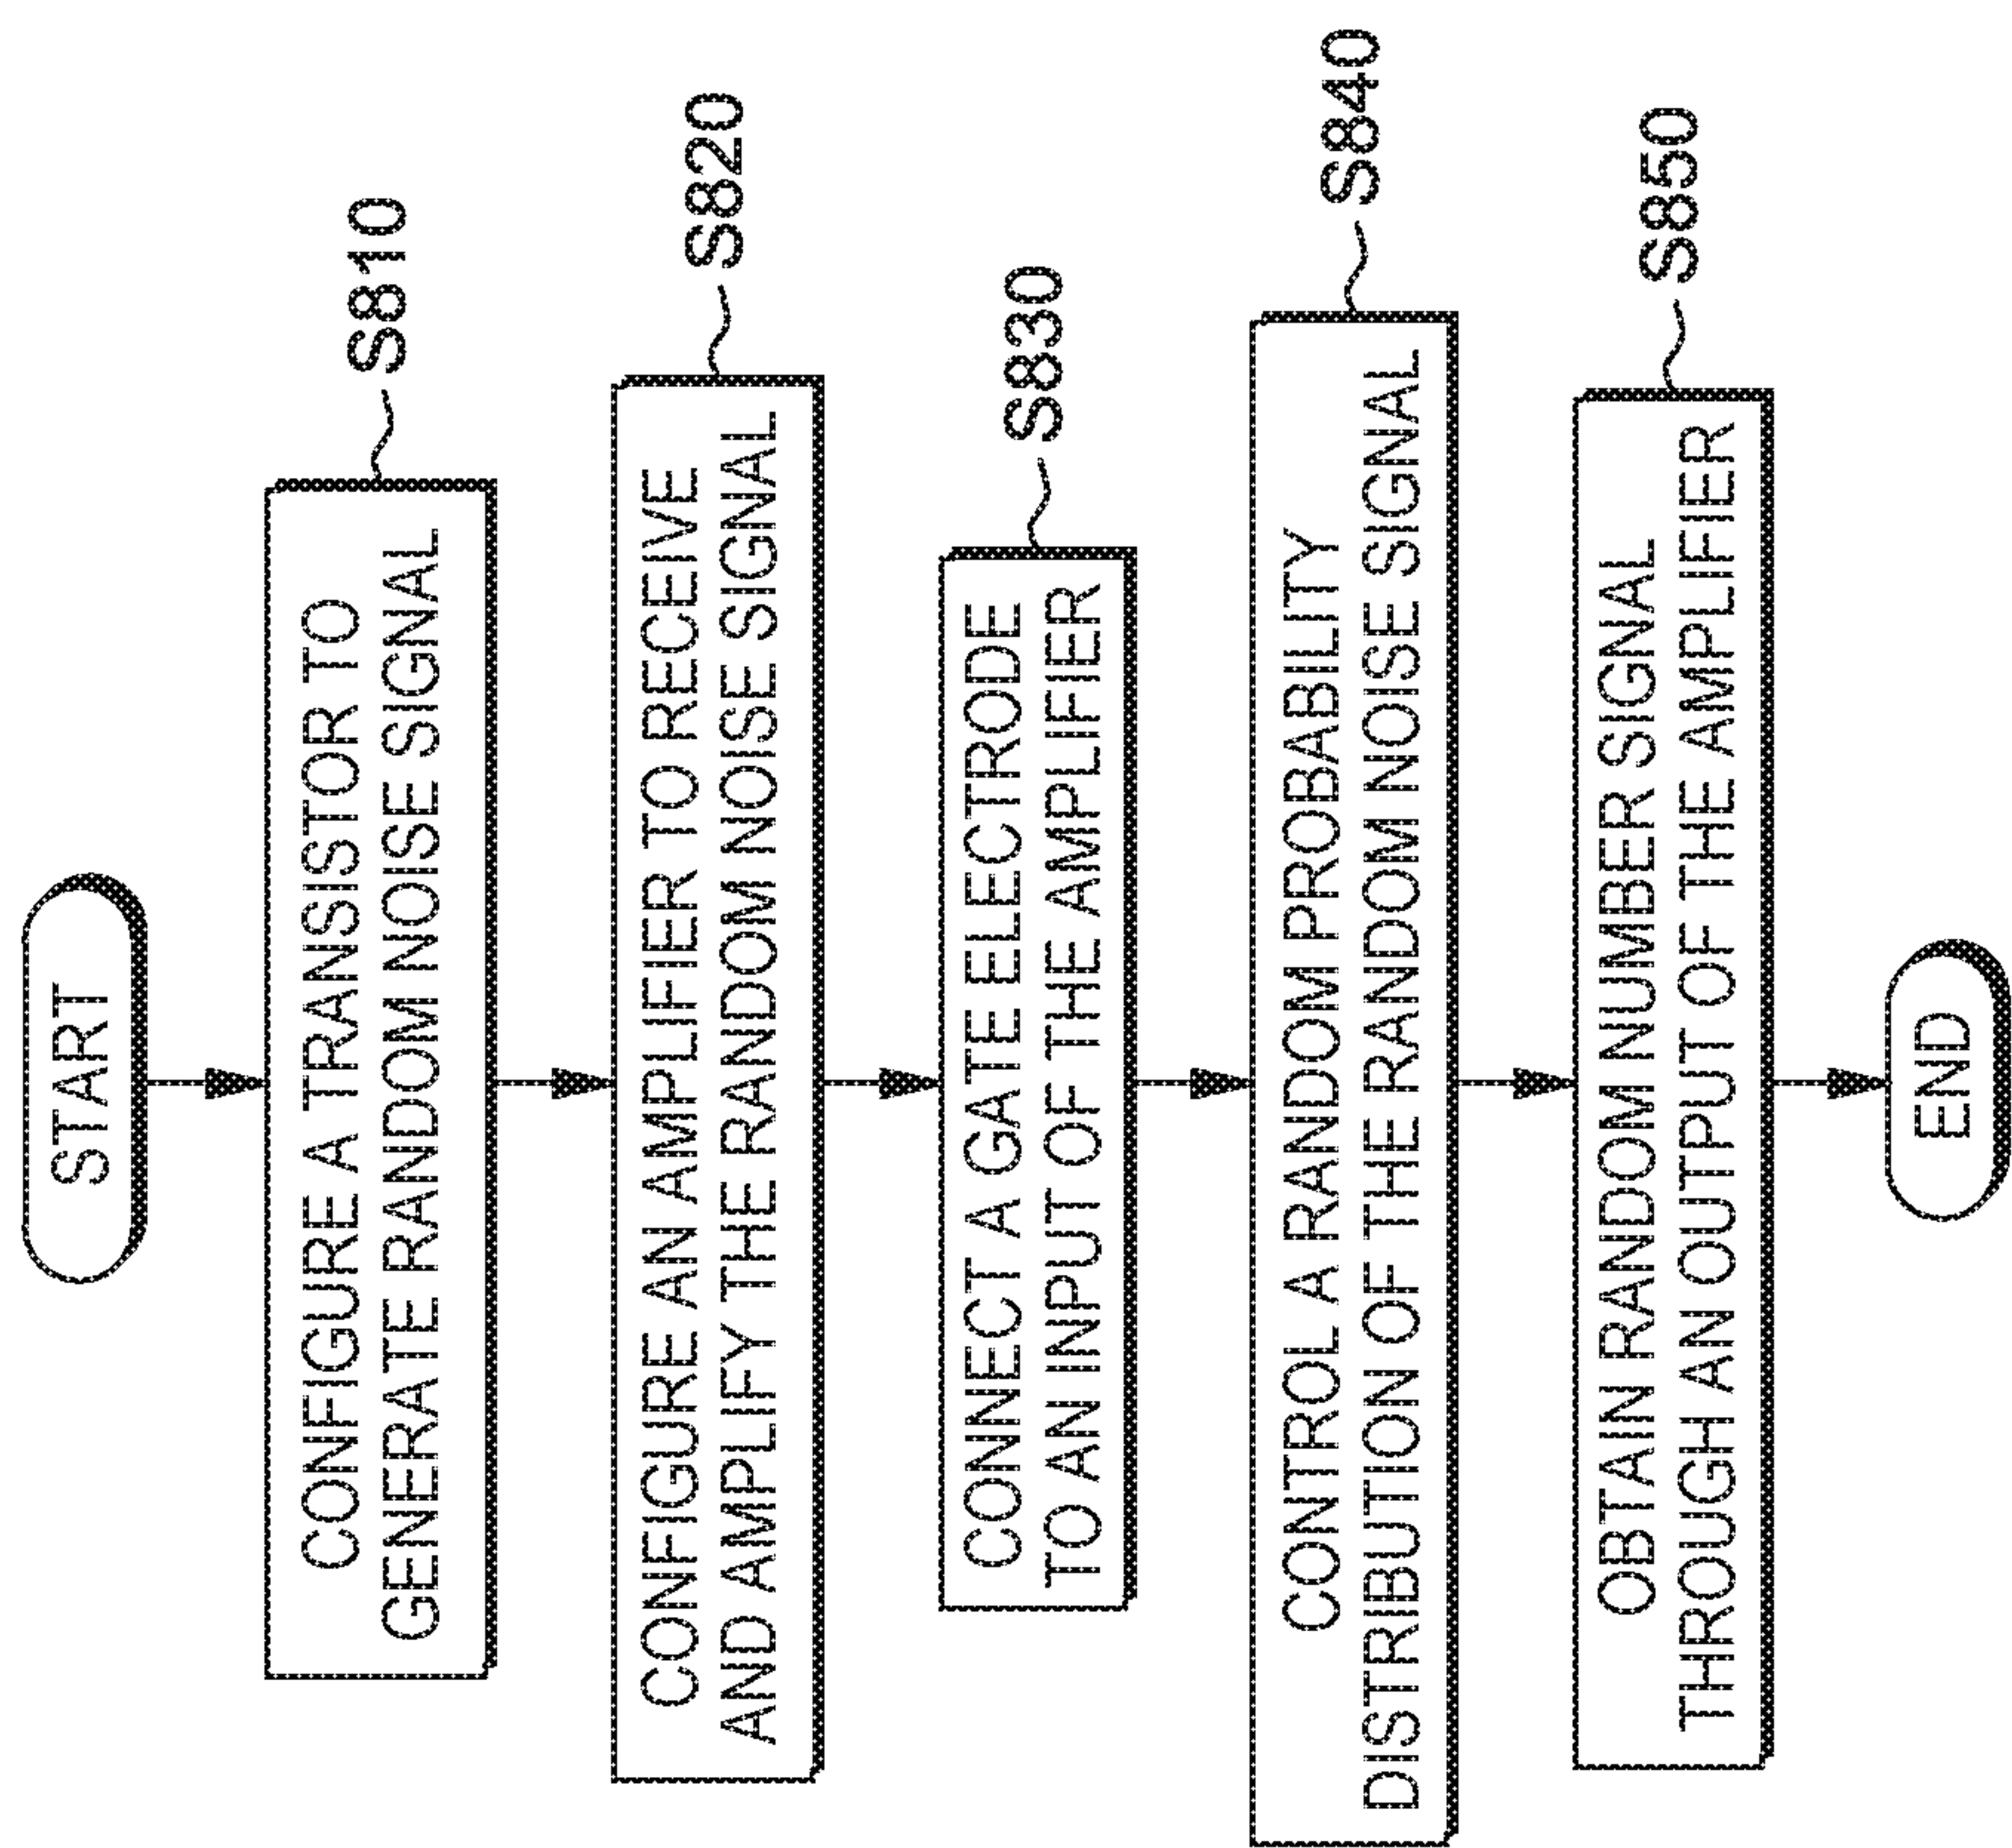 START
CONFIGURE A TRANSISTOR TO
GENERATE RANDOM NOISE SIGNAL
S810
CONFIGURE AN AMPLIFIER TO RECEIVE
AND AMPLIFY THE RANDOM NOISE SIGNAL
S820
CONNECT A GATE ELECTRODE
TO AN INPUT OF THE AMPLIFIER
S830
CONTROL A RANDOM PROBABILITY
DISTRIBUTION OF THE RANDOM NOISE SIGNAL
S840
OBTAIN RANDOM NUMBER SIGNAL
THROUGH AN OUTPUT OF THE AMPLIFIER
S850
END